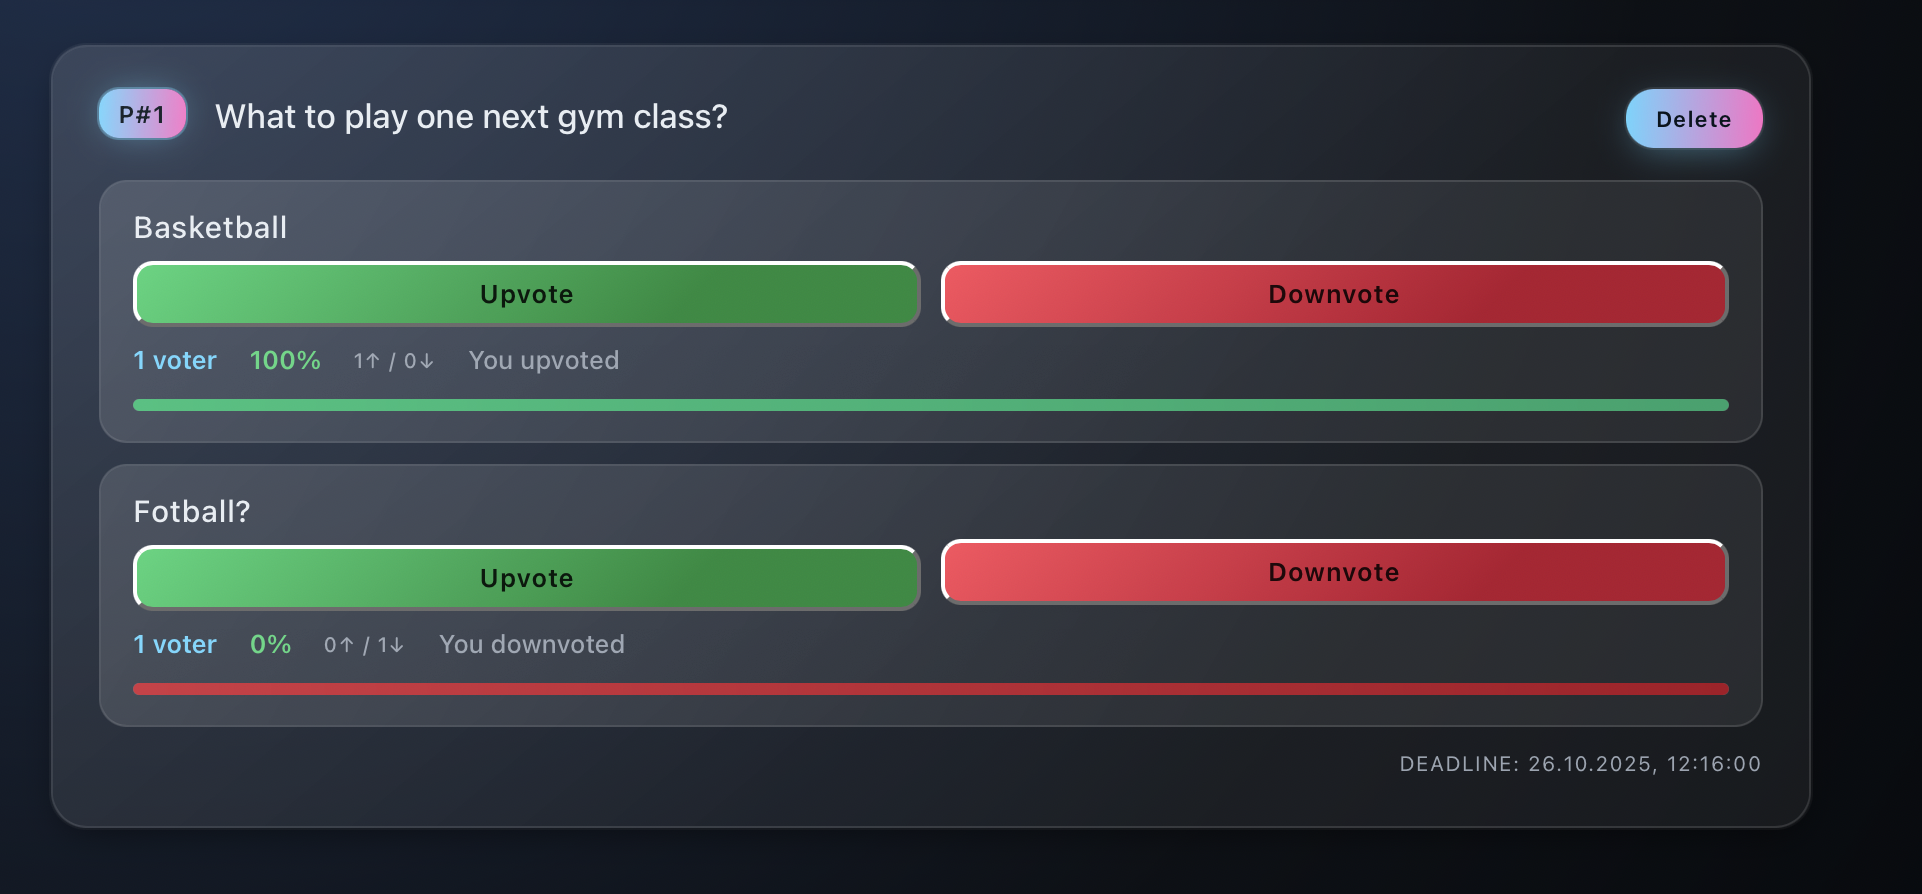 P#1 What to play one next gym class? Delete
Basketball
Upvote Downvote
1 voter 100% 1↑ / 0↓ You upvoted
Fotball?
Upvote Downvote
1 voter 0% 0↑ / 1↓ You downvoted
DEADLINE: 26.10.2025, 12:16:00